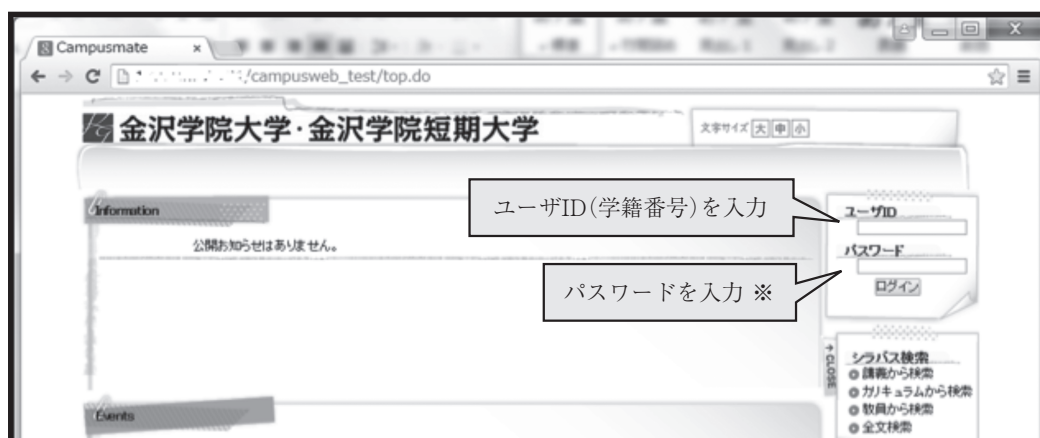 Campusmate
/campusweb_test/top.do
金沢学院大学・金沢学院短期大学
文字サイズ 大 中 小
Information
公開お知らせはありません。
ユーザID(学籍番号)を入力
ユーザID
パスワード
パスワードを入力 ※
ログイン
CLOSE
シラバス検索
講義から検索
カリキュラムから検索
教員から検索
全文検索
Events